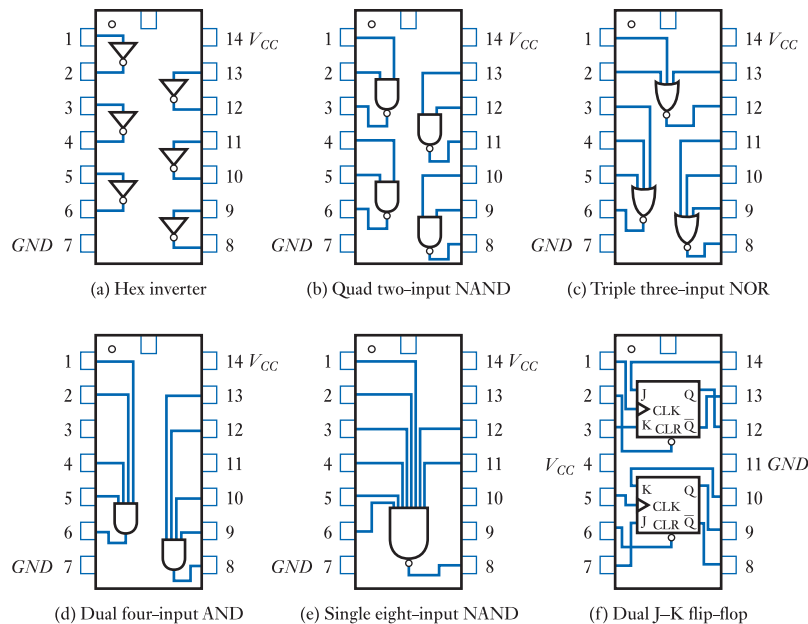 1 14 VCC
2 13
3 12
4 11
5 10
6 9
GND 7 8
(a) Hex inverter
1 14 VCC
2 13
3 12
4 11
5 10
6 9
7 8
(b) Quad two–input NAND
1 14 VCC
2 13
3 12
4 11
5 10
6 9
GND 7 8
(c) Triple three–input NOR
1 14 VCC
2 13
3 12
4 11
5 10
6 9
GND 7 8
(d) Dual four–input AND
1 14 VCC
2 13
3 12
4 11
5 10
6 9
GND 7 8
(e) Single eight–input NAND
1 14
J Q
2 13
CLK
3 K CLR Q̅ 12
VCC 4 11 GND
K Q
5 10
CLK
6 J CLR Q̅ 9
7 8
(f) Dual J–K flip–flop